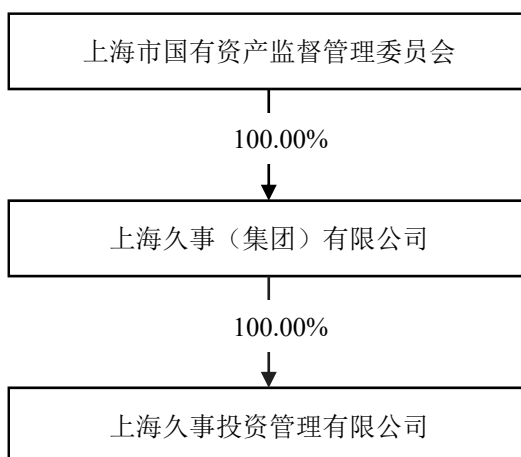 上海市国有资产监督管理委员会
100.00%
上海久事（集团）有限公司
100.00%
上海久事投资管理有限公司